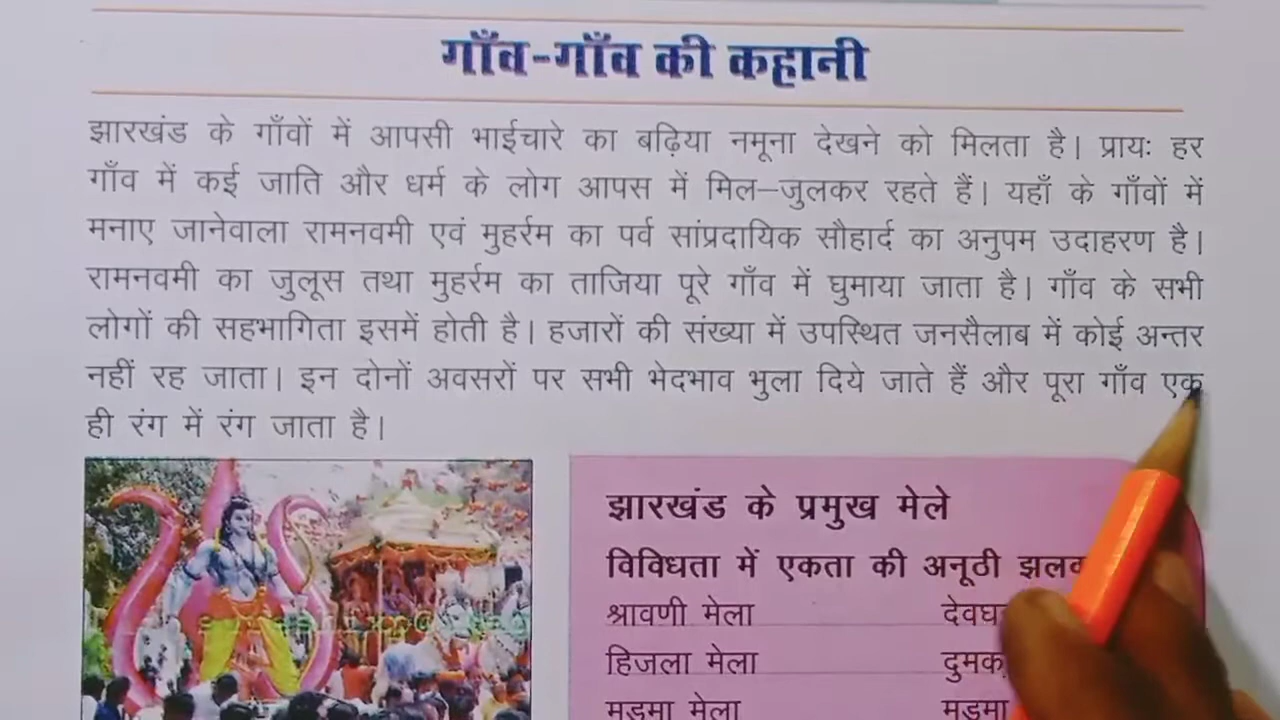 गाँव-गाँव की कहानी
झारखंड के गाँवों में आपसी भाईचारे का बढ़िया नमूना देखने को मिलता है। प्रायः हर
गाँव में कई जाति और धर्म के लोग आपस में मिल–जुलकर रहते हैं। यहाँ के गाँवों में
मनाए जानेवाला रामनवमी एवं मुहर्रम का पर्व सांप्रदायिक सौहार्द का अनुपम उदाहरण है।
रामनवमी का जुलूस तथा मुहर्रम का ताजिया पूरे गाँव में घुमाया जाता है। गाँव के सभी
लोगों की सहभागिता इसमें होती है। हजारों की संख्या में उपस्थित जनसैलाब में कोई अन्तर
नहीं रह जाता। इन दोनों अवसरों पर सभी भेदभाव भुला दिये जाते हैं और पूरा गाँव एक
ही रंग में रंग जाता है।
झारखंड के प्रमुख मेले
विविधता में एकता की अनूठी
श्रावणी मेला
हिजला मेला
मुड़मा मेला मुड़मा